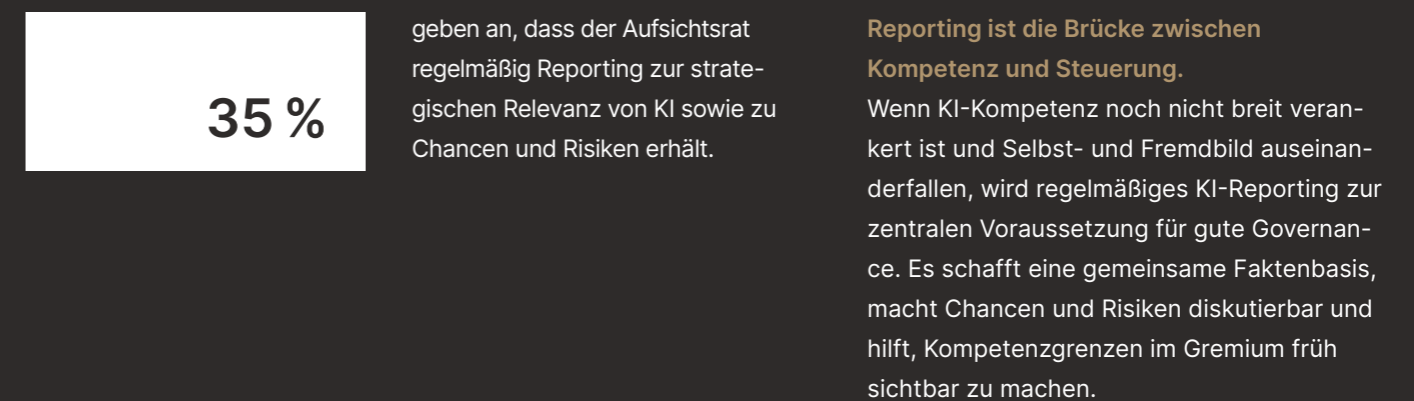 35 %
geben an, dass der Aufsichtsrat
regelmäßig Reporting zur strate-
gischen Relevanz von KI sowie zu
Chancen und Risiken erhält.
Reporting ist die Brücke zwischen
Kompetenz und Steuerung.
Wenn KI-Kompetenz noch nicht breit veran-
kert ist und Selbst- und Fremdbild auseinan-
derfallen, wird regelmäßiges KI-Reporting zur
zentralen Voraussetzung für gute Governan-
ce. Es schafft eine gemeinsame Faktenbasis,
macht Chancen und Risiken diskutierbar und
hilft, Kompetenzgrenzen im Gremium früh
sichtbar zu machen.